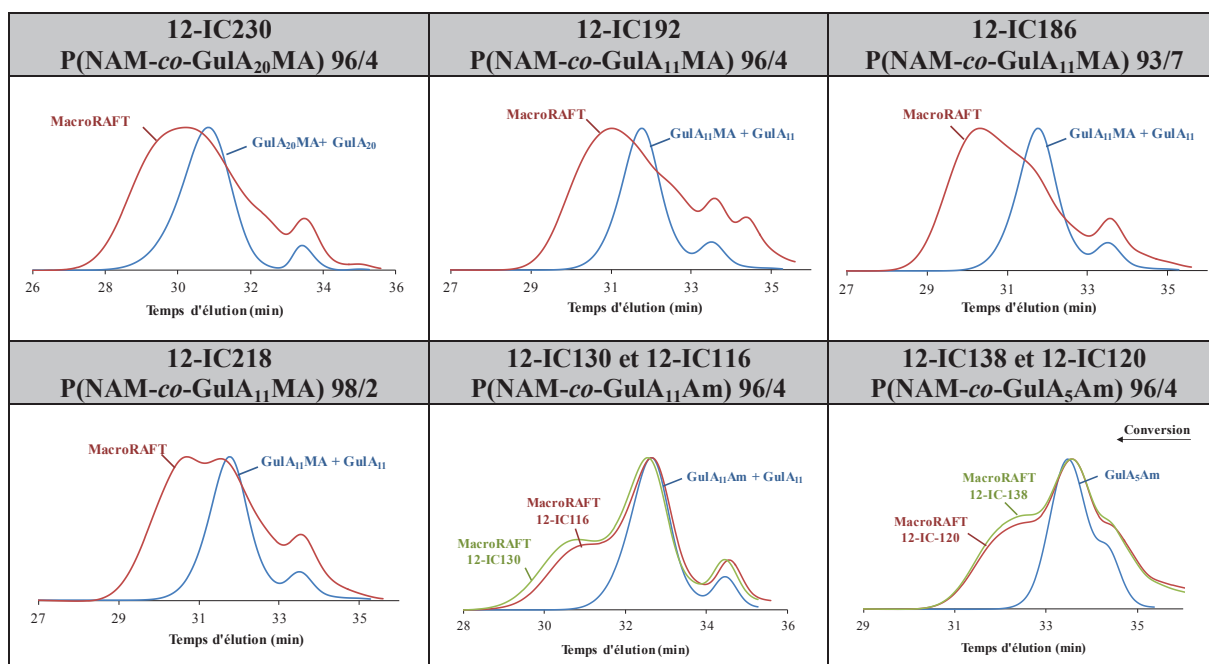 12-IC230
P(NAM-co-GulA₂₀MA) 96/4
MacroRAFT
GulA₂₀MA+ GulA₂₀
26 28 30 32 34 36
Temps d'élution (min)
12-IC192
P(NAM-co-GulA₁₁MA) 96/4
MacroRAFT
GulA₁₁MA + GulA₁₁
27 29 31 33 35
Temps d'élution (min)
12-IC186
P(NAM-co-GulA₁₁MA) 93/7
MacroRAFT
GulA₁₁MA + GulA₁₁
27 29 31 33 35
Temps d'élution (min)
12-IC218
P(NAM-co-GulA₁₁MA) 98/2
MacroRAFT
GulA₁₁MA + GulA₁₁
27 29 31 33 35
Temps d'élution (min)
12-IC130 et 12-IC116
P(NAM-co-GulA₁₁Am) 96/4
GulA₁₁Am + GulA₁₁
MacroRAFT
12-IC116
MacroRAFT
12-IC130
28 30 32 34 36
Temps d'élution (min)
12-IC138 et 12-IC120
P(NAM-co-GulA₅Am) 96/4
Conversion
GulA₅Am
MacroRAFT
12-IC-138
MacroRAFT
12-IC-120
29 31 33 35
Temps d'élution (min)